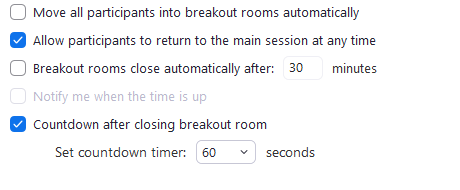 Move all participants into breakout rooms automatically
Allow participants to return to the main session at any time
Breakout rooms close automatically after: 30 minutes
Notify me when the time is up
Countdown after closing breakout room
Set countdown timer: 60 seconds